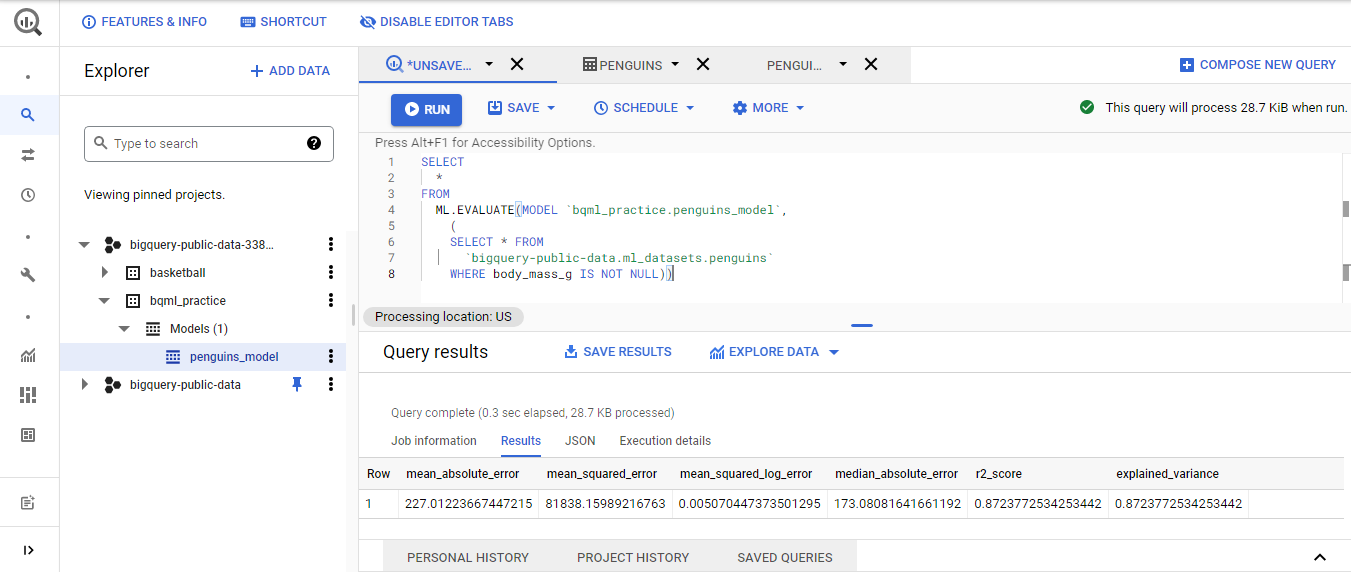 FEATURES & INFO SHORTCUT DISABLE EDITOR TABS
Explorer
ADD DATA
Type to search
Viewing pinned projects.
bigquery-public-data-338...
basketball
bqml_practice
Models (1)
penguins_model
bigquery-public-data
*UNSAVE... PENGUINS PENGUI... COMPOSE NEW QUERY
RUN SAVE SCHEDULE MORE This query will process 28.7 KiB when run.
Press Alt+F1 for Accessibility Options.
1 SELECT
2 *
3 FROM
4 ML.EVALUATE(MODEL `bqml_practice.penguins_model`,
5 (
6 SELECT * FROM
7 `bigquery-public-data.ml_datasets.penguins`
8 WHERE body_mass_g IS NOT NULL))
Processing location: US
Query results SAVE RESULTS EXPLORE DATA
Query complete (0.3 sec elapsed, 28.7 KB processed)
Job information Results JSON Execution details
Row mean_absolute_error mean_squared_error mean_squared_log_error median_absolute_error r2_score explained_variance
1 227.01223667447215 81838.15989216763 0.005070447373501295 173.08081641661192 0.8723772534253442 0.8723772534253442
PERSONAL HISTORY PROJECT HISTORY SAVED QUERIES